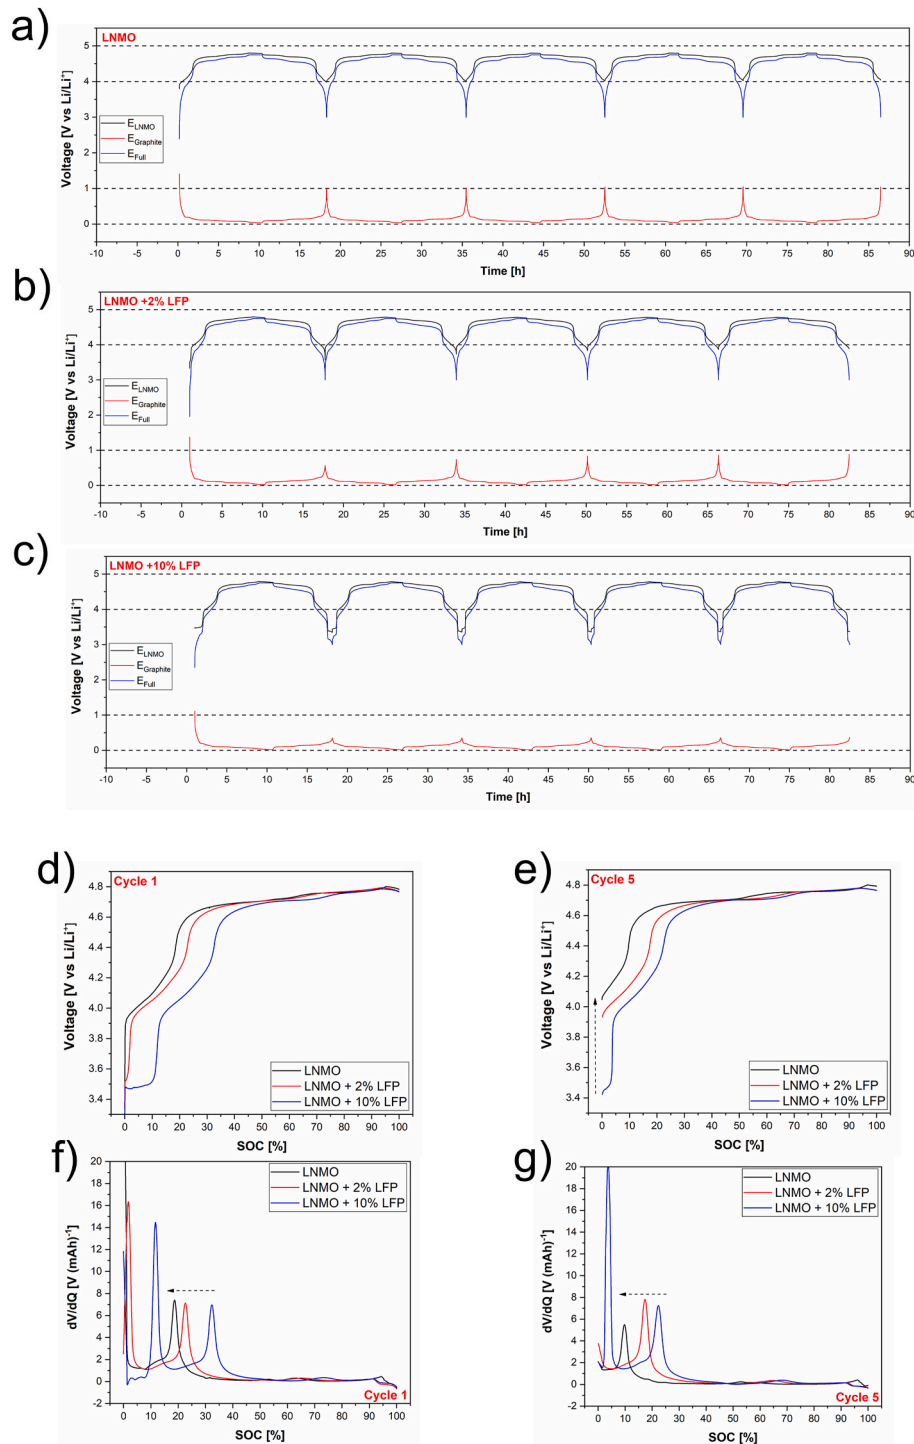 a)
LNMO
Voltage [V vs Li/Li⁺]
5
4
3
2
1
0
E_LNMO
E_Graphite
E_Full
-10 -5 0 5 10 15 20 25 30 35 40 45 50 55 60 65 70 75 80 85 90
Time [h]
b)
LNMO +2% LFP
Voltage [V vs Li/Li⁺]
5
4
3
2
1
0
E_LNMO
E_Graphite
E_Full
-10 -5 0 5 10 15 20 25 30 35 40 45 50 55 60 65 70 75 80 85 90
Time [h]
c)
LNMO +10% LFP
Voltage [V vs Li/Li⁺]
5
4
3
2
1
0
E_LNMO
E_Graphite
E_Full
-10 -5 0 5 10 15 20 25 30 35 40 45 50 55 60 65 70 75 80 85 90
Time [h]
d)
Cycle 1
Voltage [V vs Li/Li⁺]
4.8
4.6
4.4
4.2
4.0
3.8
3.6
3.4
LNMO
LNMO + 2% LFP
LNMO + 10% LFP
0 10 20 30 40 50 60 70 80 90 100
SOC [%]
e)
Cycle 5
Voltage [V vs Li/Li⁺]
4.8
4.6
4.4
4.2
4.0
3.8
3.6
3.4
LNMO
LNMO + 2% LFP
LNMO + 10% LFP
0 10 20 30 40 50 60 70 80 90 100
SOC [%]
f)
dV/dQ [V (mAh)⁻¹]
20
18
16
14
12
10
8
6
4
2
0
-2
LNMO
LNMO + 2% LFP
LNMO + 10% LFP
Cycle 1
0 10 20 30 40 50 60 70 80 90 100
SOC [%]
g)
dV/dQ [V (mAh)⁻¹]
20
18
16
14
12
10
8
6
4
2
0
-2
LNMO
LNMO + 2% LFP
LNMO + 10% LFP
Cycle 5
0 10 20 30 40 50 60 70 80 90 100
SOC [%]